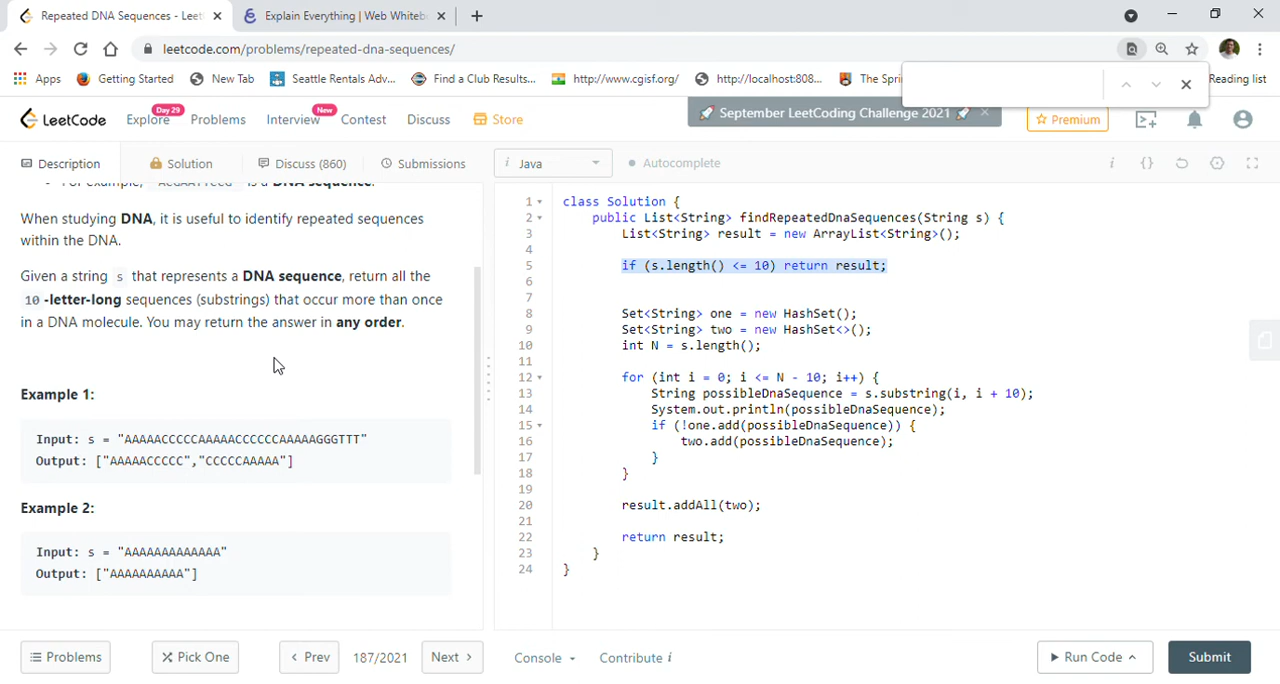 Repeated DNA Sequences - Leet
Explain Everything | Web Whiteb
leetcode.com/problems/repeated-dna-sequences/
Apps
Getting Started
New Tab
Seattle Rentals Adv...
Find a Club Results...
http://www.cgisf.org/
http://localhost:808...
The Spri
Reading list
LeetCode
Explore
Day 29
Problems
Interview
New
Contest
Discuss
Store
September LeetCoding Challenge 2021
Premium
Description
Solution
Discuss (860)
Submissions
i Java
Autocomplete
For example, "ACGAATTCCG" is a DNA sequence.
When studying DNA, it is useful to identify repeated sequences
within the DNA.
Given a string s that represents a DNA sequence, return all the
10 -letter-long sequences (substrings) that occur more than once
in a DNA molecule. You may return the answer in any order.
Example 1:
Input: s = "AAAAACCCCCAAAAACCCCCCAAAAAGGGTTT"
Output: ["AAAAACCCCC","CCCCCAAAAA"]
Example 2:
Input: s = "AAAAAAAAAAAAA"
Output: ["AAAAAAAAAA"]
1 class Solution {
2 public List<String> findRepeatedDnaSequences(String s) {
3 List<String> result = new ArrayList<String>();
4
5 if (s.length() <= 10) return result;
6
7
8 Set<String> one = new HashSet();
9 Set<String> two = new HashSet<>();
10 int N = s.length();
11
12 for (int i = 0; i <= N - 10; i++) {
13 String possibleDnaSequence = s.substring(i, i + 10);
14 System.out.println(possibleDnaSequence);
15 if (!one.add(possibleDnaSequence)) {
16 two.add(possibleDnaSequence);
17 }
18 }
19
20 result.addAll(two);
21
22 return result;
23 }
24 }
Problems
Pick One
Prev
187/2021
Next
Console
Contribute i
Run Code
Submit